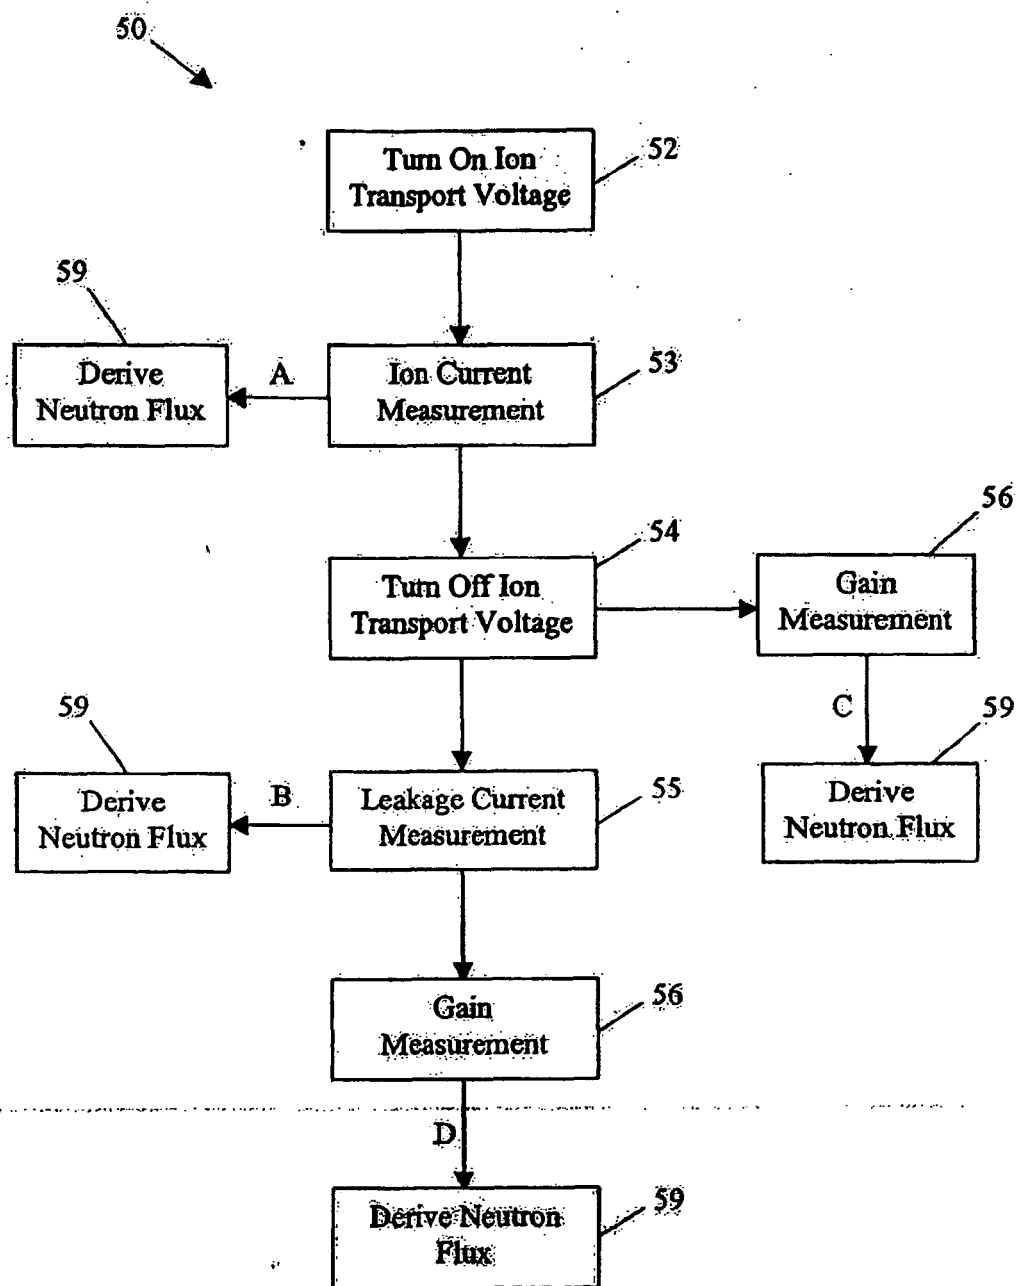 50
Turn On Ion
Transport Voltage
52
59
Derive
Neutron Flux
A
Ion Current
Measurement
53
Turn Off Ion
Transport Voltage
54
56
Gain
Measurement
59
Derive
Neutron Flux
B
Leakage Current
Measurement
55
C
59
Derive
Neutron Flux
Gain
Measurement
56
D
Derive Neutron
Flux
59